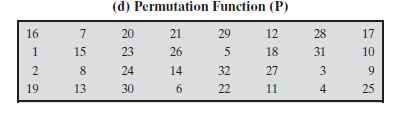 (d) Permutation Function (P)
16 7 20 21 29 12 28 17
1 15 23 26 5 18 31 10
2 8 24 14 32 27 3 9
19 13 30 6 22 11 4 25